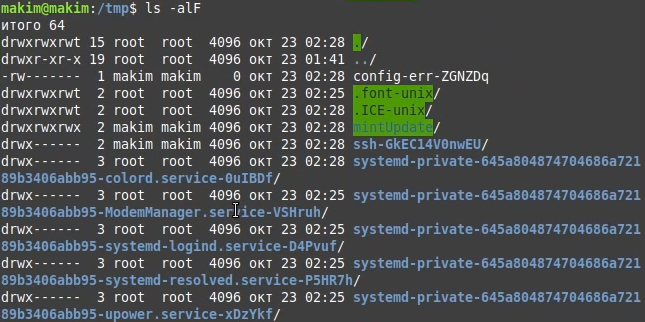 makim@makim:/tmp$ ls -alF
итого 64
drwxrwxrwt 15 root  root  4096 окт 23 02:28 ./
drwxr-xr-x 19 root  root  4096 окт 23 01:41 ../
-rw-------  1 makim makim    0 окт 23 02:28 config-err-ZGNZDq
drwxrwxrwt  2 root  root  4096 окт 23 02:25 .font-unix/
drwxrwxrwt  2 root  root  4096 окт 23 02:28 .ICE-unix/
drwxrwxrwx  2 makim makim 4096 окт 23 02:28 mintUpdate/
drwx------  2 makim makim 4096 окт 23 02:28 ssh-GkEC14V0nwEU/
drwx------  3 root  root  4096 окт 23 02:28 systemd-private-645a804874704686a721
89b3406abb95-colord.service-0uIBDf/
drwx------  3 root  root  4096 окт 23 02:25 systemd-private-645a804874704686a721
89b3406abb95-ModemManager.service-VSHruh/
drwx------  3 root  root  4096 окт 23 02:25 systemd-private-645a804874704686a721
89b3406abb95-systemd-logind.service-D4Pvuf/
drwx------  3 root  root  4096 окт 23 02:25 systemd-private-645a804874704686a721
89b3406abb95-systemd-resolved.service-P5HR7h/
drwx------  3 root  root  4096 окт 23 02:25 systemd-private-645a804874704686a721
89b3406abb95-upower.service-xDzYkf/